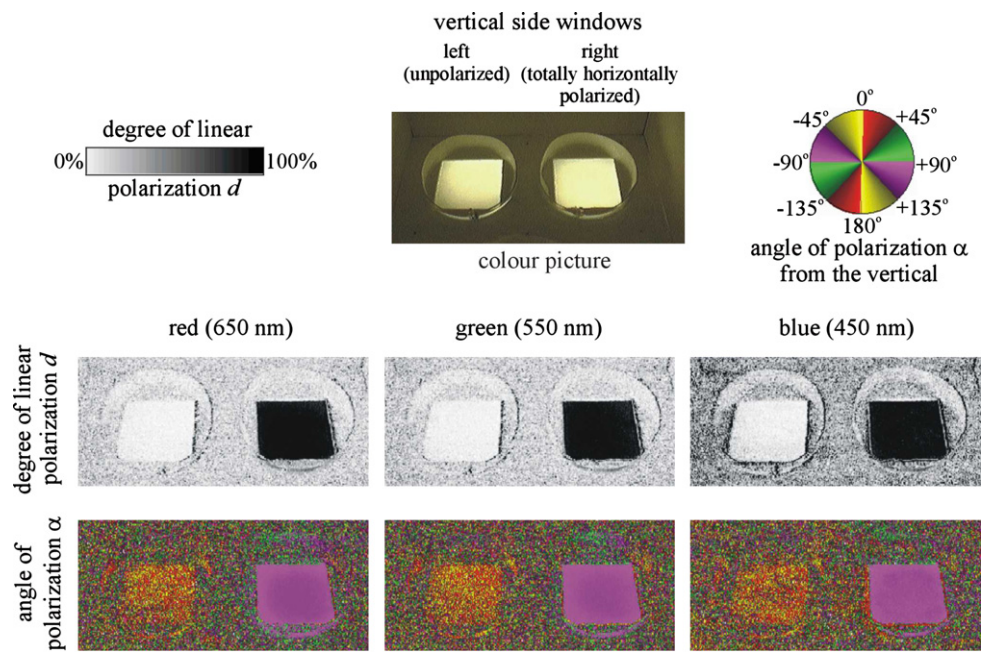 vertical side windows
left
(unpolarized)
right
(totally horizontally
polarized)
degree of linear
0%
100%
polarization d
colour picture
0°
-45°
+45°
-90°
+90°
-135°
+135°
180°
angle of polarization α
from the vertical
red (650 nm)
green (550 nm)
blue (450 nm)
degree of linear
polarization d
angle of
polarization α